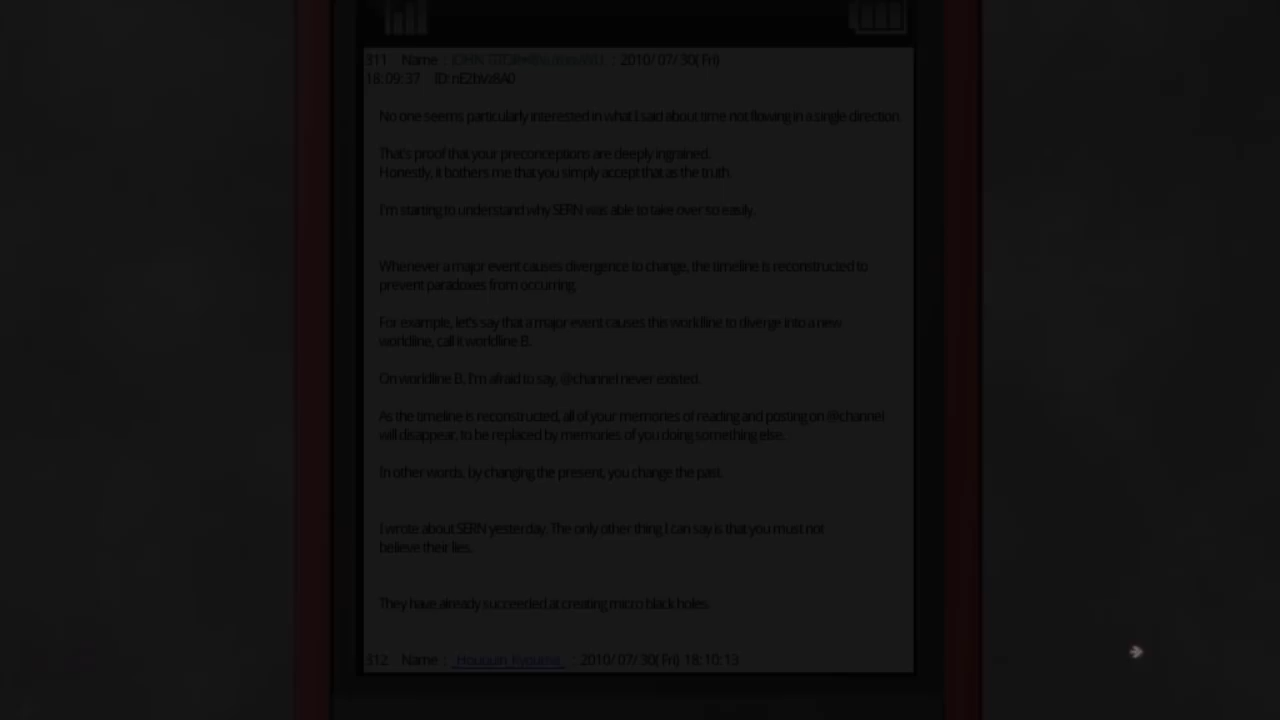 311 Name : : 2010/07/30(Fri)
18:09:37 ID:nE2bVz8A0
No one seems particularly interested in what I said about time not flowing in a single direction.
That's proof that your preconceptions are deeply ingrained.
Honestly, it bothers me that you simply accept that as the truth.
I'm starting to understand why SERN was able to take over so easily.
Whenever a major event causes divergence to change, the timeline is reconstructed to
prevent paradoxes from occurring.
For example, let's say that a major event causes this worldline to diverge into a new
worldline, call it worldline B.
On worldline B, I'm afraid to say, @channel never existed.
As the timeline is reconstructed, all of your memories of reading and posting on @channel
will disappear, to be replaced by memories of you doing something else.
In other words, by changing the present, you change the past.
I wrote about SERN yesterday. The only other thing I can say is that you must not
believe their lies.
They have already succeeded at creating micro black holes.
312 Name : Hououin Kyouma : 2010/07/30(Fri) 18:10:13